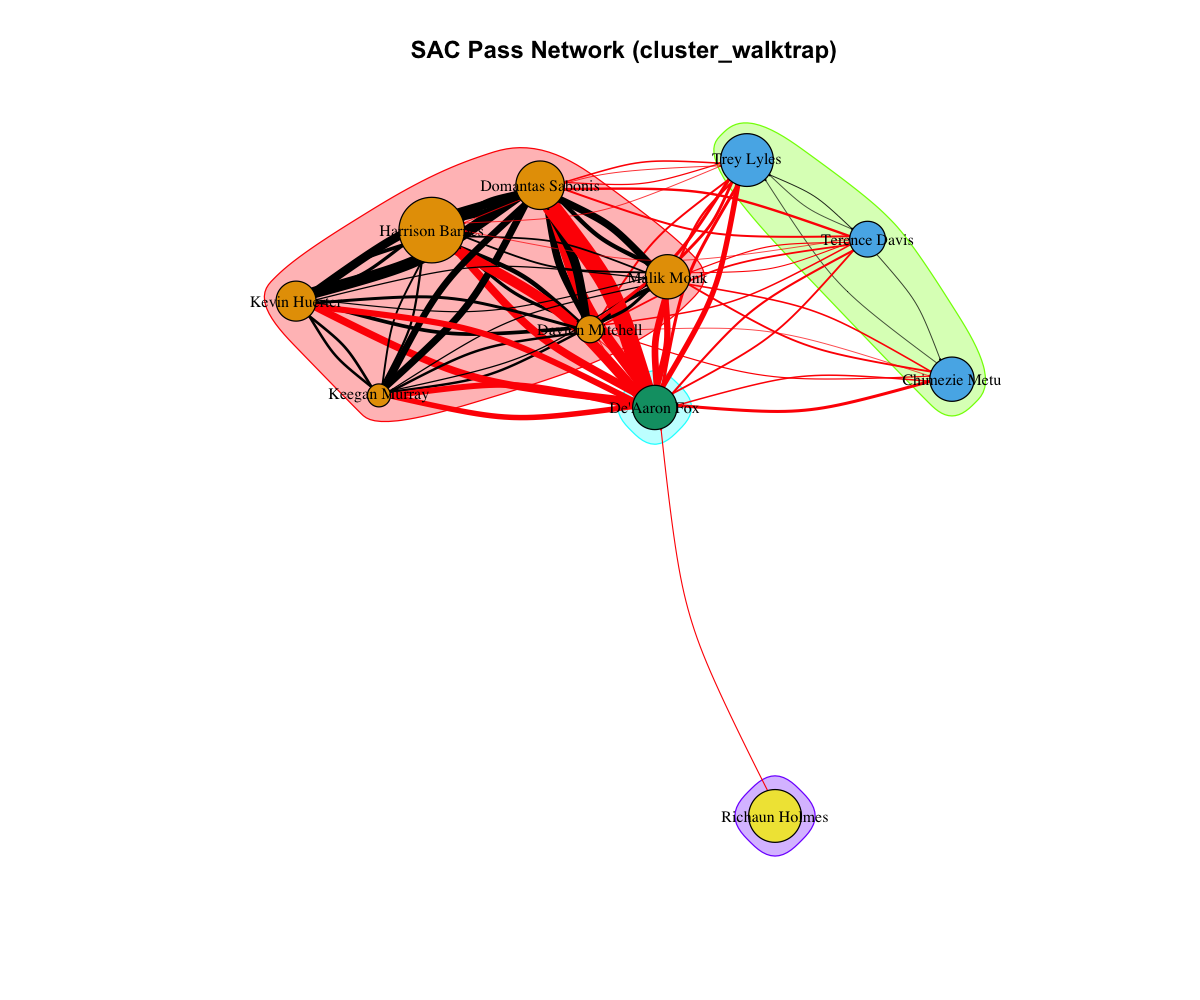 SAC Pass Network (cluster_walktrap)
Trey Lyles
Domantas Sabonis
Harrison Barnes
Terence Davis
Malik Monk
Kevin Huerter
Davion Mitchell
Chimezie Metu
Keegan Murray
De'Aaron Fox
Richaun Holmes